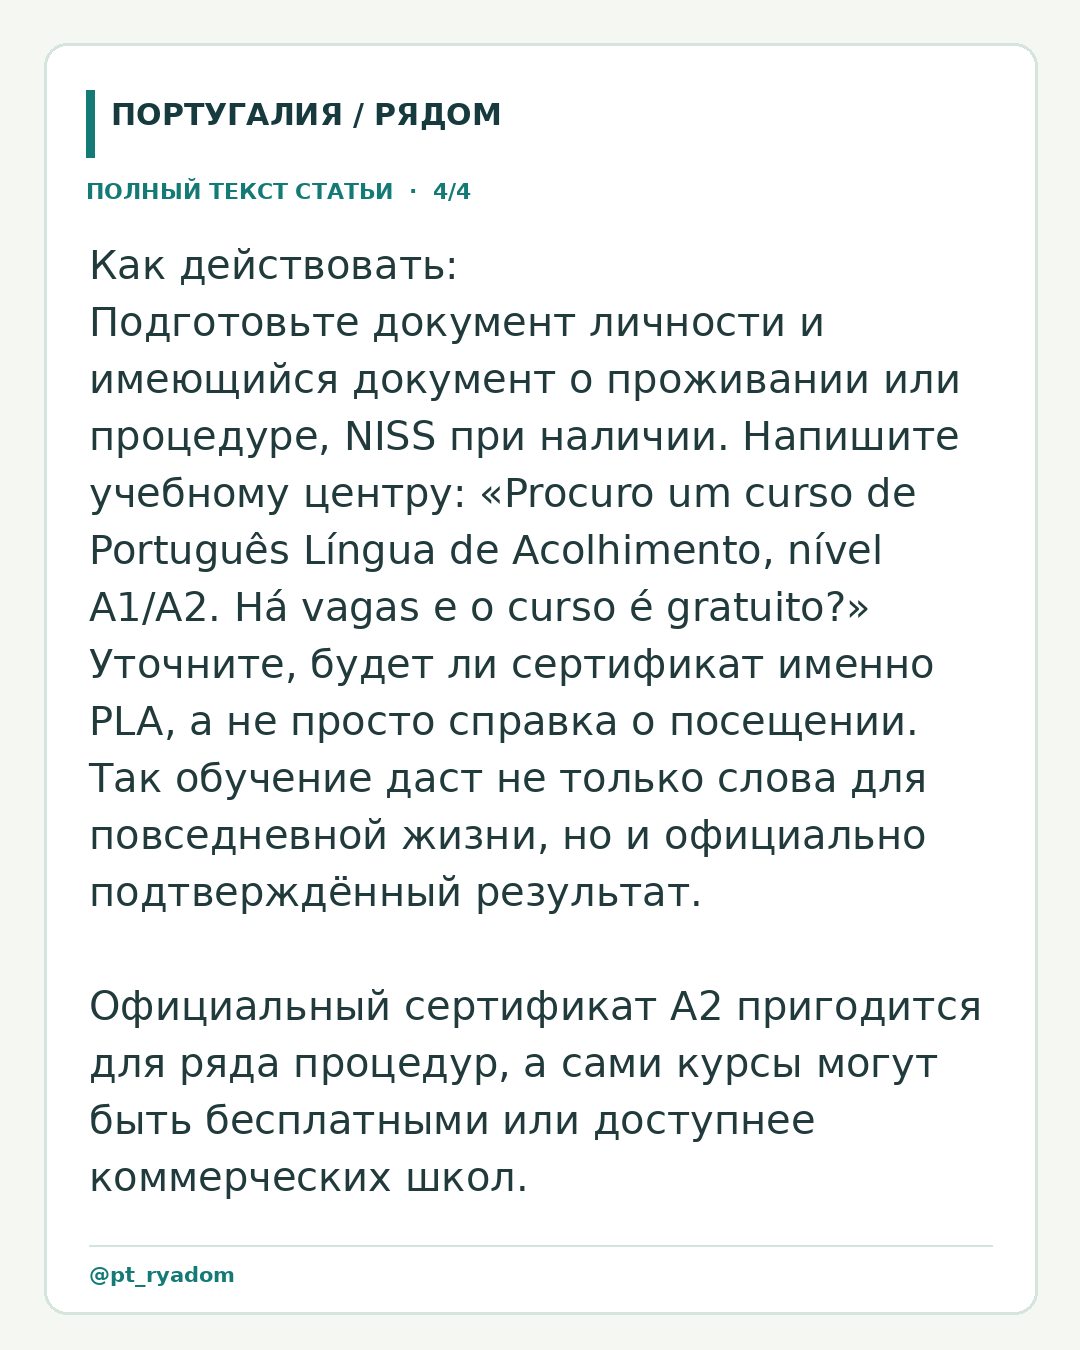 ПОРТУГАЛИЯ / РЯДОМ
ПОЛНЫЙ ТЕКСТ СТАТЬИ · 4/4
Как действовать:
Подготовьте документ личности и
имеющийся документ о проживании или
процедуре, NISS при наличии. Напишите
учебному центру: «Procuro um curso de
Português Língua de Acolhimento, nível
A1/A2. Há vagas e o curso é gratuito?»
Уточните, будет ли сертификат именно
PLA, а не просто справка о посещении.
Так обучение даст не только слова для
повседневной жизни, но и официально
подтверждённый результат.
Официальный сертификат A2 пригодится
для ряда процедур, а сами курсы могут
быть бесплатными или доступнее
коммерческих школ.
@pt_ryadom